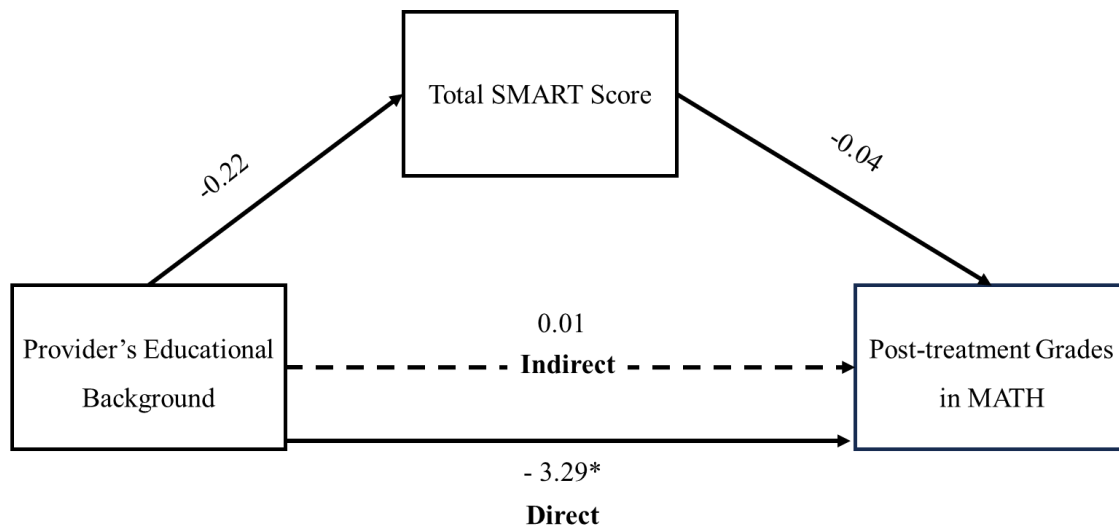 Total SMART Score
-0.22
-0.04
Provider’s Educational
Background
0.01
Indirect
Post-treatment Grades
in MATH
- 3.29*
Direct